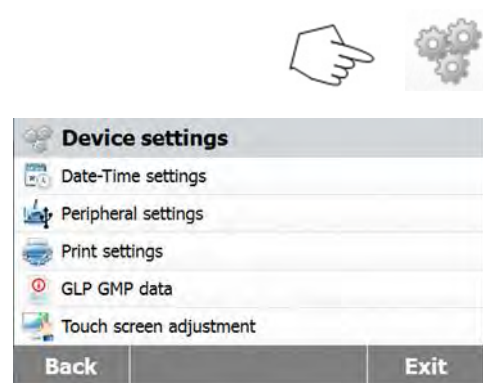 Device settings
Date-Time settings
Peripheral settings
Print settings
GLP GMP data
Touch screen adjustment
Back
Exit